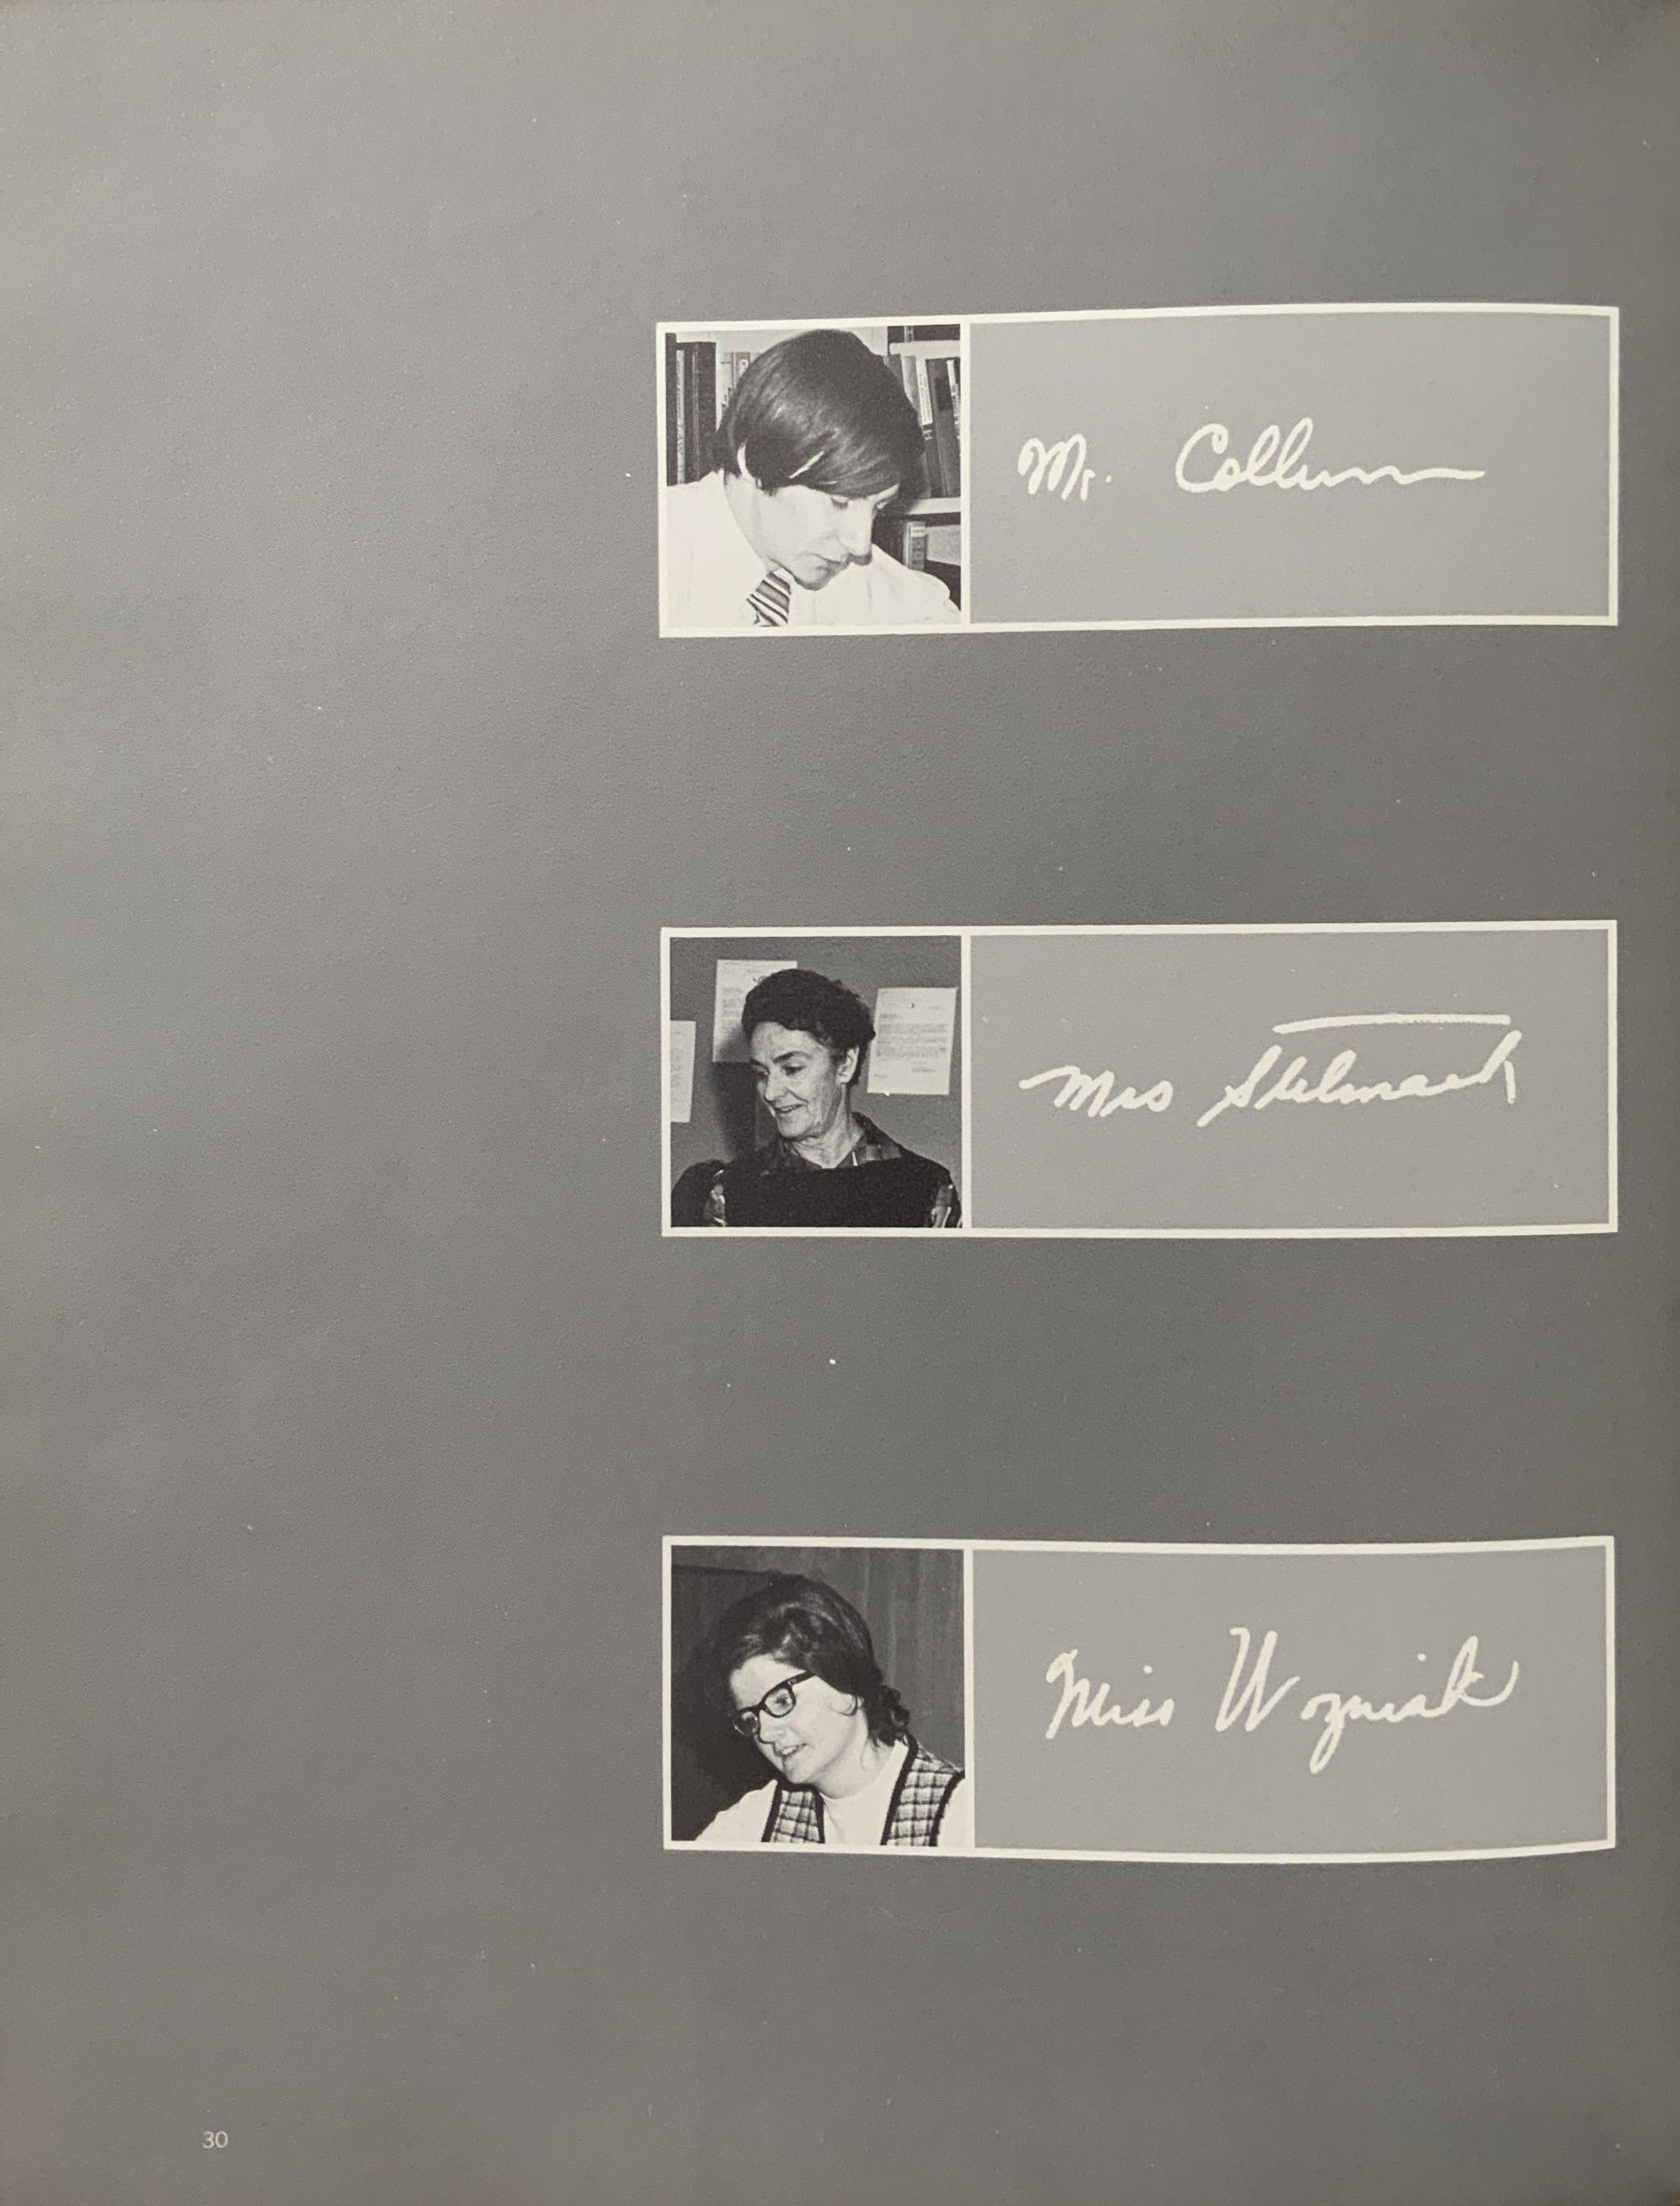 Mr. Collum
Mrs Stelmach
Miss Wozniak
30